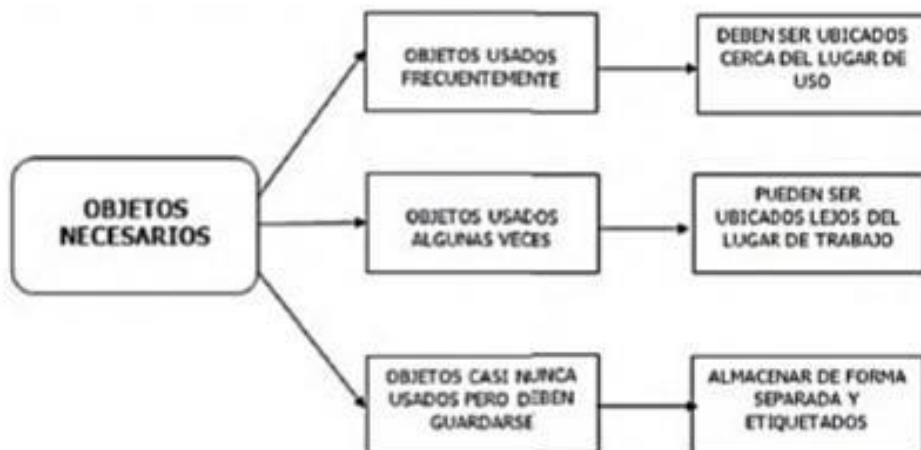 OBJETOS USADOS
FRECUENTEMENTE
DEBEN SER UBICADOS
CERCA DEL LUGAR DE
USO
OBJETOS
NECESARIOS
OBJETOS USADOS
ALGUNAS VECES
PUEDEN SER
UBICADOS LEJOS DEL
LUGAR DE TRABAJO
OBJETOS CASI NUNCA
USADOS PERO DEBEN
GUARDARSE
ALMACENAR DE FORMA
SEPARADA Y
ETIQUETADOS